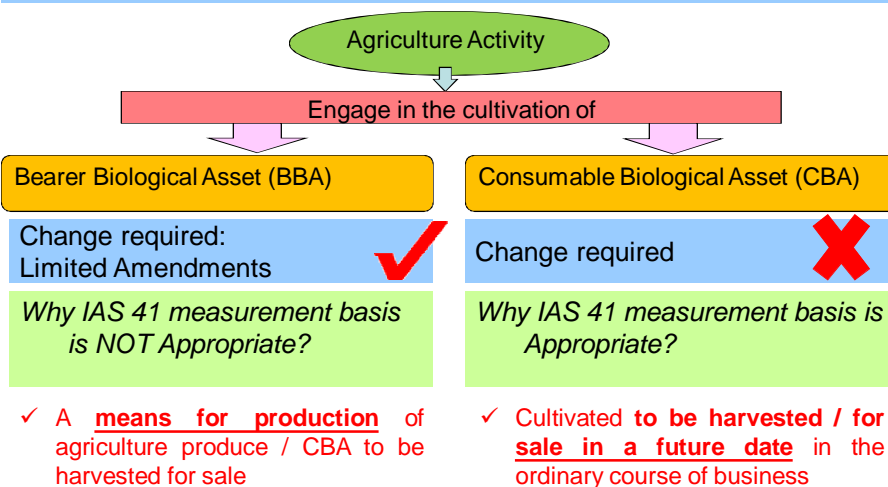 Agriculture Activity
Engage in the cultivation of
Bearer Biological Asset (BBA)
Change required:
Limited Amendments
Why IAS 41 measurement basis
is NOT Appropriate?
✓ A means for production of
agriculture produce / CBA to be
harvested for sale
Consumable Biological Asset (CBA)
Change required
Why IAS 41 measurement basis is
Appropriate?
✓ Cultivated to be harvested / for
sale in a future date in the
ordinary course of business